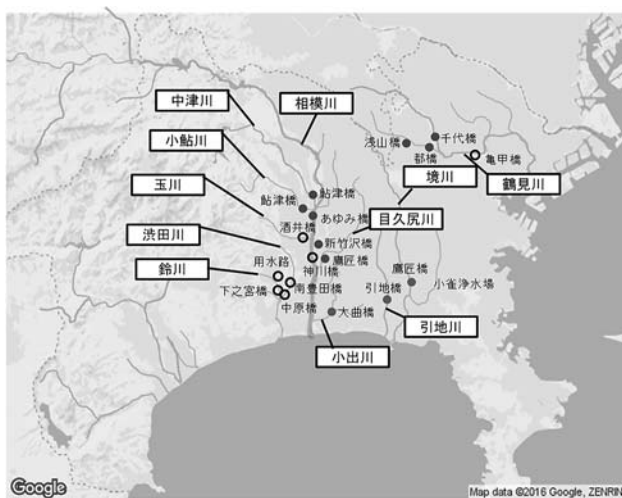 中津川
相模川
小鮎川
浅山橋
千代橋
都橋
亀甲橋
玉川
境川
鶴見川
鮎津橋
鮎津橋
あゆみ橋
酒井橋
目久尻川
渋田川
新竹沢橋
用水路
神川橋
鷹匠橋
鷹匠橋
鈴川
南豊田橋
引地橋
小雀浄水場
下之宮橋
中原橋
大曲橋
引地川
小出川
Google
Map data ©2016 Google, ZENRIN